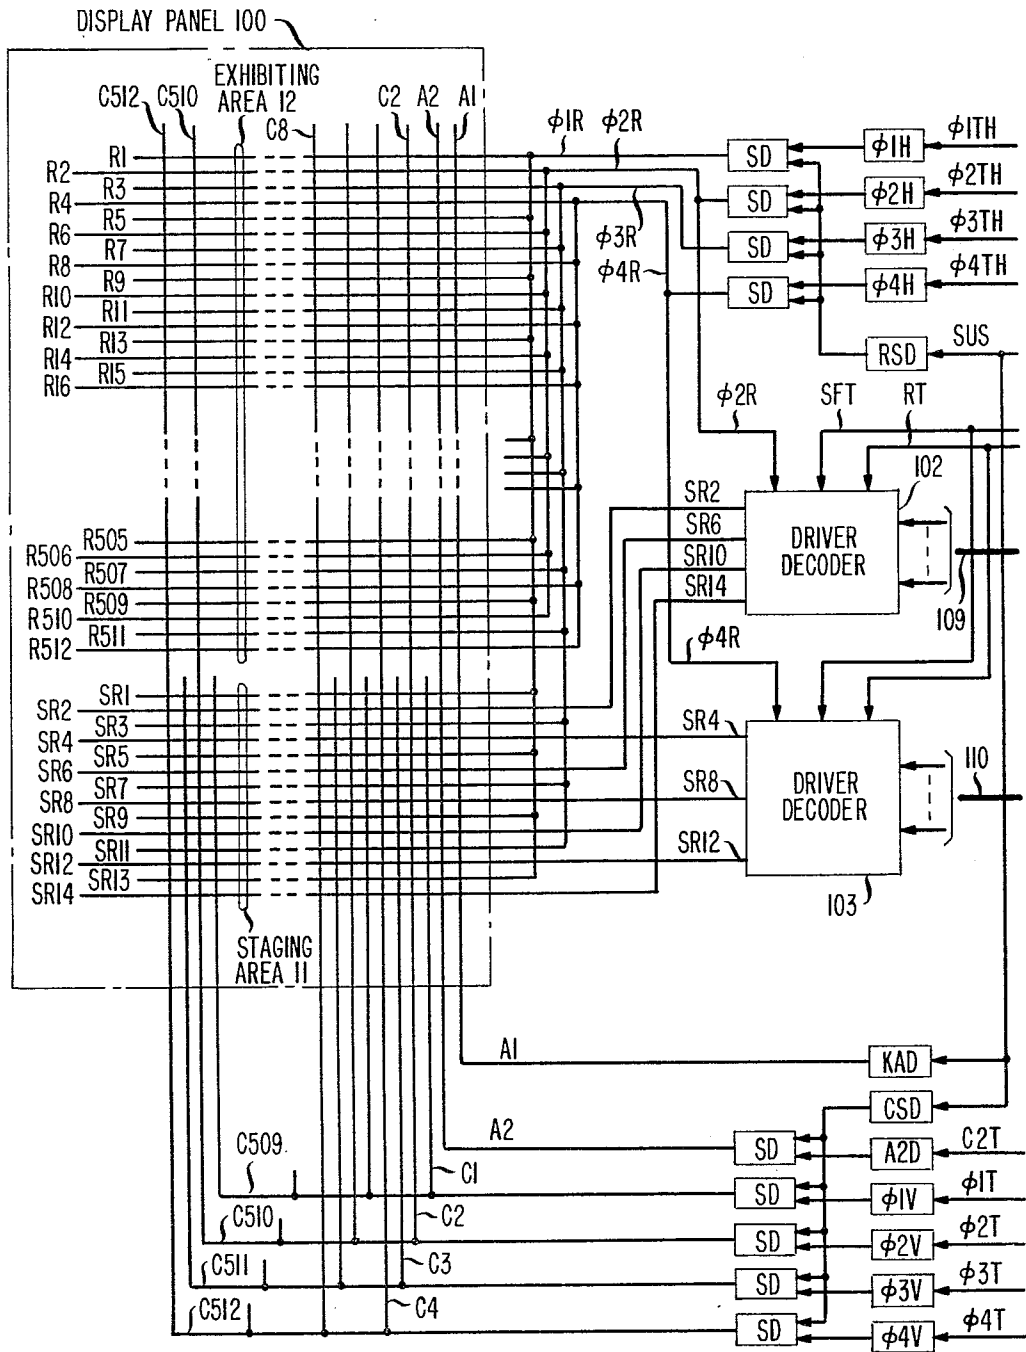 DISPLAY PANEL 100
EXHIBITING
AREA 12
C512
C510
C8
C2
A2
A1
R1
R2
R3
R4
R5
R6
R7
R8
R9
R10
R11
R12
R13
R14
R15
R16
R505
R506
R507
R508
R509
R510
R511
R512
SR1
SR2
SR3
SR4
SR5
SR6
SR7
SR8
SR9
SR10
SR11
SR12
SR13
SR14
STAGING
AREA 11
ϕ1R
ϕ2R
ϕ3R
ϕ4R
SD
ϕ1H
ϕ1TH
SD
ϕ2H
ϕ2TH
SD
ϕ3H
ϕ3TH
SD
ϕ4H
ϕ4TH
RSD
SUS
ϕ2R
SFT
RT
102
SR2
SR6
SR10
SR14
DRIVER
DECODER
109
ϕ4R
SR4
SR8
SR12
DRIVER
DECODER
110
103
A1
KAD
CSD
A2
SD
A2D
C2T
C509
C1
SD
ϕ1V
ϕ1T
C510
C2
SD
ϕ2V
ϕ2T
C511
C3
SD
ϕ3V
ϕ3T
C512
C4
SD
ϕ4V
ϕ4T